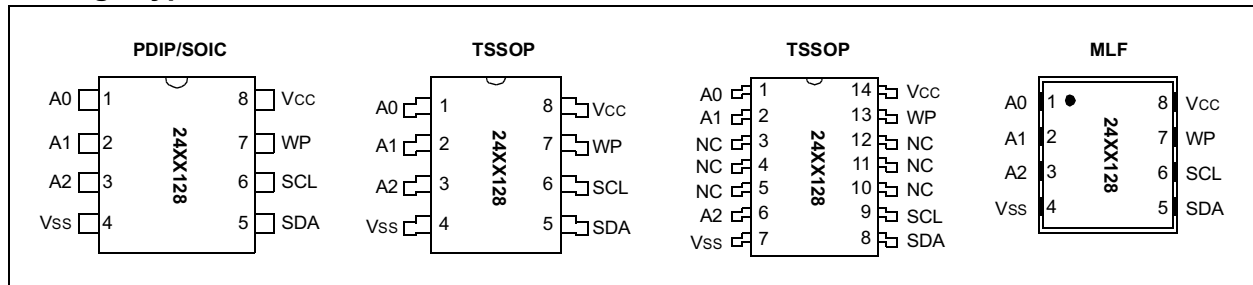 PDIP/SOIC
A0 1 8 VCC
A1 2 7 WP
A2 3 6 SCL
VSS 4 5 SDA
24XX128
TSSOP
A0 1 8 VCC
A1 2 7 WP
A2 3 6 SCL
VSS 4 5 SDA
24XX128
TSSOP
A0 1 14 VCC
A1 2 13 WP
NC 3 12 NC
NC 4 11 NC
NC 5 10 NC
A2 6 9 SCL
VSS 7 8 SDA
24XX128
MLF
A0 1 8 VCC
A1 2 7 WP
A2 3 6 SCL
VSS 4 5 SDA
24XX128